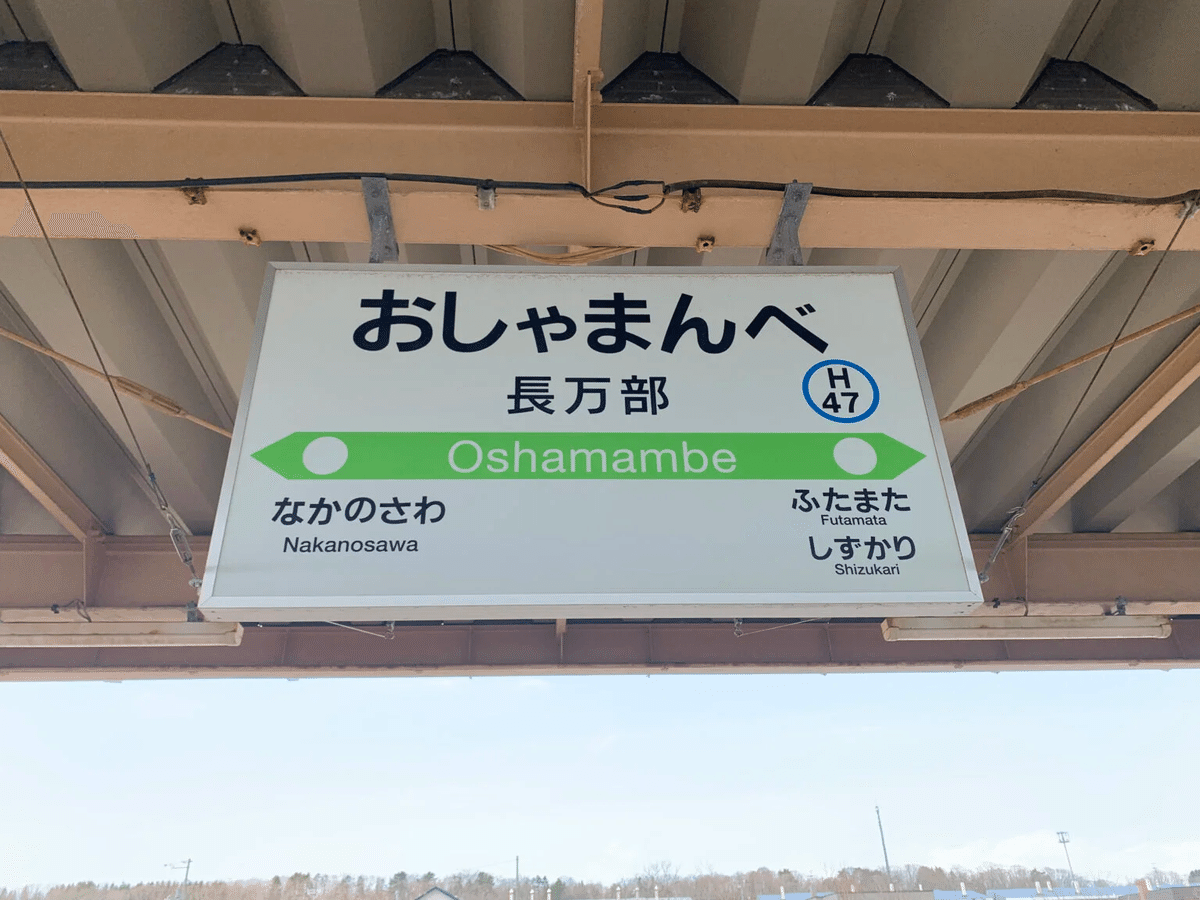 おしゃまんべ
長万部
H
47
Oshamambe
なかのさわ
Nakanosawa
ふたまた
Futamata
しずかり
Shizukari